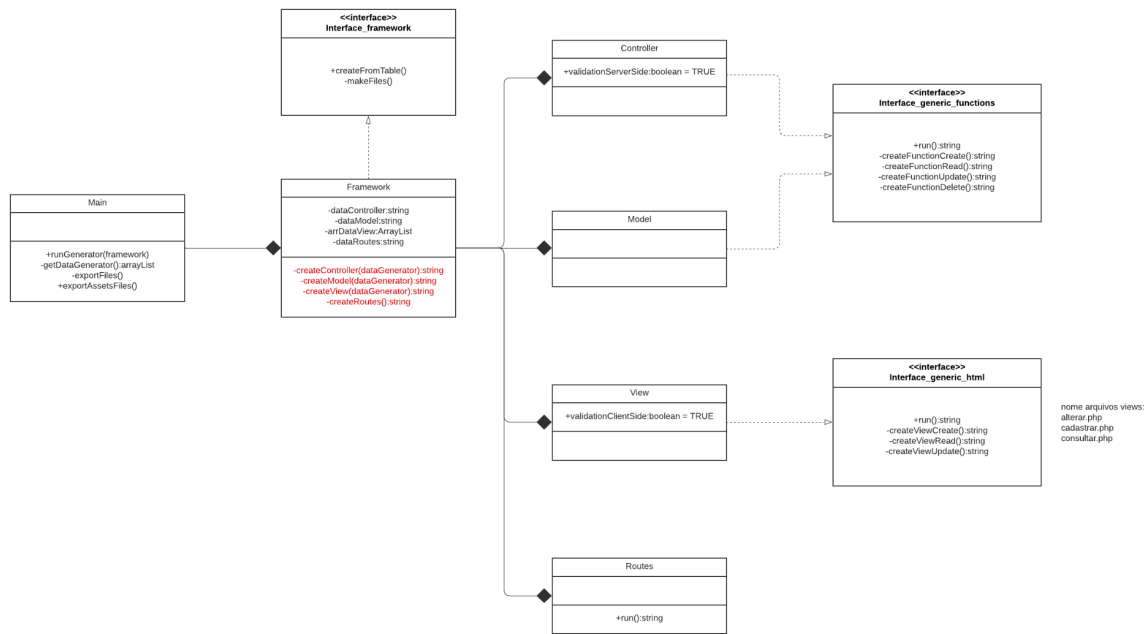 <<interface>>
Interface_framework
+createFromTable()
-makeFiles()
Controller
+validationServerSide:boolean = TRUE
<<interface>>
Interface_generic_functions
+run():string
-createFunctionCreate():string
-createFunctionRead():string
-createFunctionUpdate():string
-createFunctionDelete():string
Main
+runGenerator(framework)
-getDataGenerator():arrayList
-exportFiles()
+exportAssetsFiles()
Framework
-dataController:string
-dataModel:string
-arrDataView:ArrayList
-dataRoutes:string
-createController(dataGenerator):string
-createModel(dataGenerator):string
-createView(dataGenerator):string
-createRoutes():string
Model
View
+validationClientSide:boolean = TRUE
<<interface>>
Interface_generic_html
+run():string
-createViewCreate():string
-createViewRead():string
-createViewUpdate():string
nome arquivos views:
alterar.php
cadastrar.php
consultar.php
Routes
+run():string